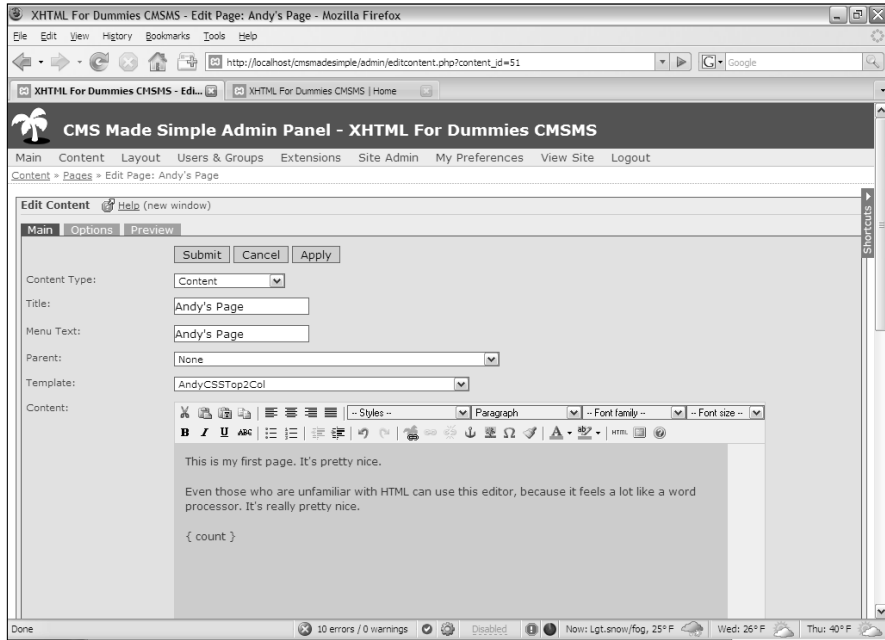 XHTML For Dummies CMSMS - Edit Page: Andy's Page - Mozilla Firefox
File Edit View History Bookmarks Tools Help
http://localhost/cmsmadesimple/admin/editcontent.php?content_id=51
G Google
XHTML For Dummies CMSMS - Edi...
XHTML For Dummies CMSMS | Home
CMS Made Simple Admin Panel - XHTML For Dummies CMSMS
Main Content Layout Users & Groups Extensions Site Admin My Preferences View Site Logout
Content » Pages » Edit Page: Andy's Page
Shortcuts
Edit Content Help (new window)
Main Options Preview
Submit Cancel Apply
Content Type: Content
Title: Andy's Page
Menu Text: Andy's Page
Parent: None
Template: AndyCSSTop2Col
Content:
-- Styles -- Paragraph -- Font family -- -- Font size --
B I U ABC Ω A ab HTML
This is my first page. It's pretty nice.
Even those who are unfamiliar with HTML can use this editor, because it feels a lot like a word
processor. It's really pretty nice.
{ count }
Done 10 errors / 0 warnings Disabled Now: Lgt.snow/fog, 25° F Wed: 26° F Thu: 40° F